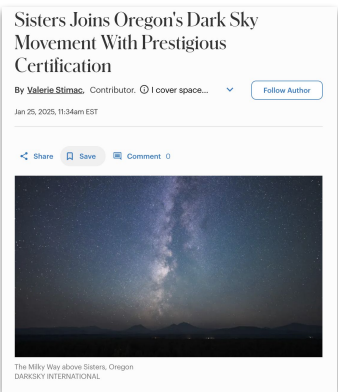 Sisters Joins Oregon's Dark Sky
Movement With Prestigious
Certification
By Valerie Stimac, Contributor. I cover space... Follow Author
Jan 25, 2025, 11:34am EST
Share Save Comment 0
The Milky Way above Sisters, Oregon
DARKSKY INTERNATIONAL